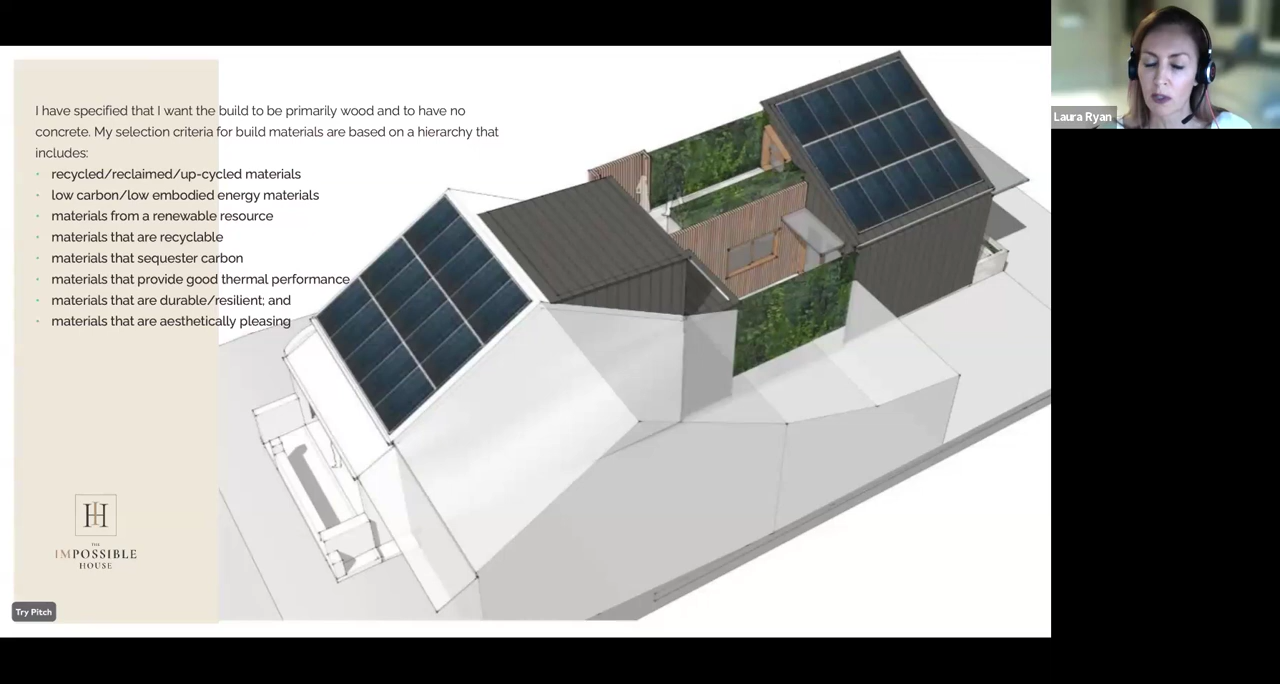 I have specified that I want the build to be primarily wood and to have no
concrete. My selection criteria for build materials are based on a hierarchy that
includes:
• recycled/reclaimed/up-cycled materials
• low carbon/low embodied energy materials
• materials from a renewable resource
• materials that are recyclable
• materials that sequester carbon
• materials that provide good thermal performance
• materials that are durable/resilient; and
• materials that are aesthetically pleasing
H
THE
IMPOSSIBLE
HOUSE
Try Pitch
Laura Ryan